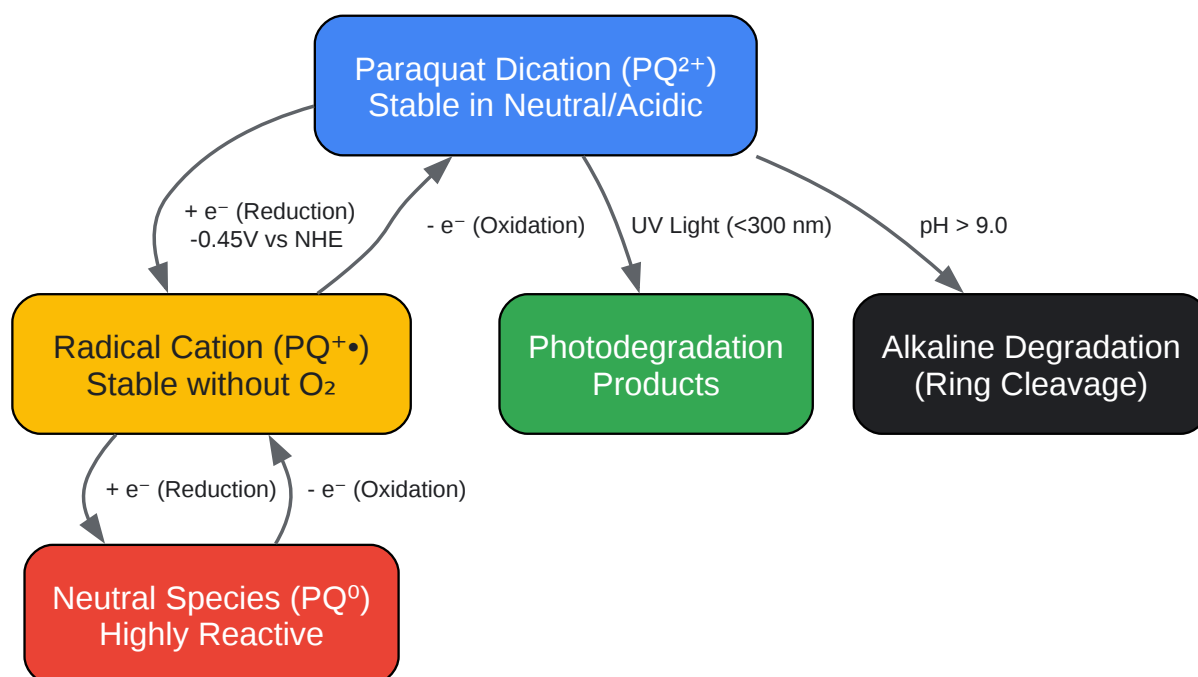 Paraquat Dication (PQ²⁺)
Stable in Neutral/Acidic
+ e⁻ (Reduction)
-0.45V vs NHE
- e⁻ (Oxidation)
UV Light (<300 nm)
pH > 9.0
Radical Cation (PQ⁺•)
Stable without O₂
Photodegradation
Products
Alkaline Degradation
(Ring Cleavage)
+ e⁻ (Reduction)
- e⁻ (Oxidation)
Neutral Species (PQ⁰)
Highly Reactive